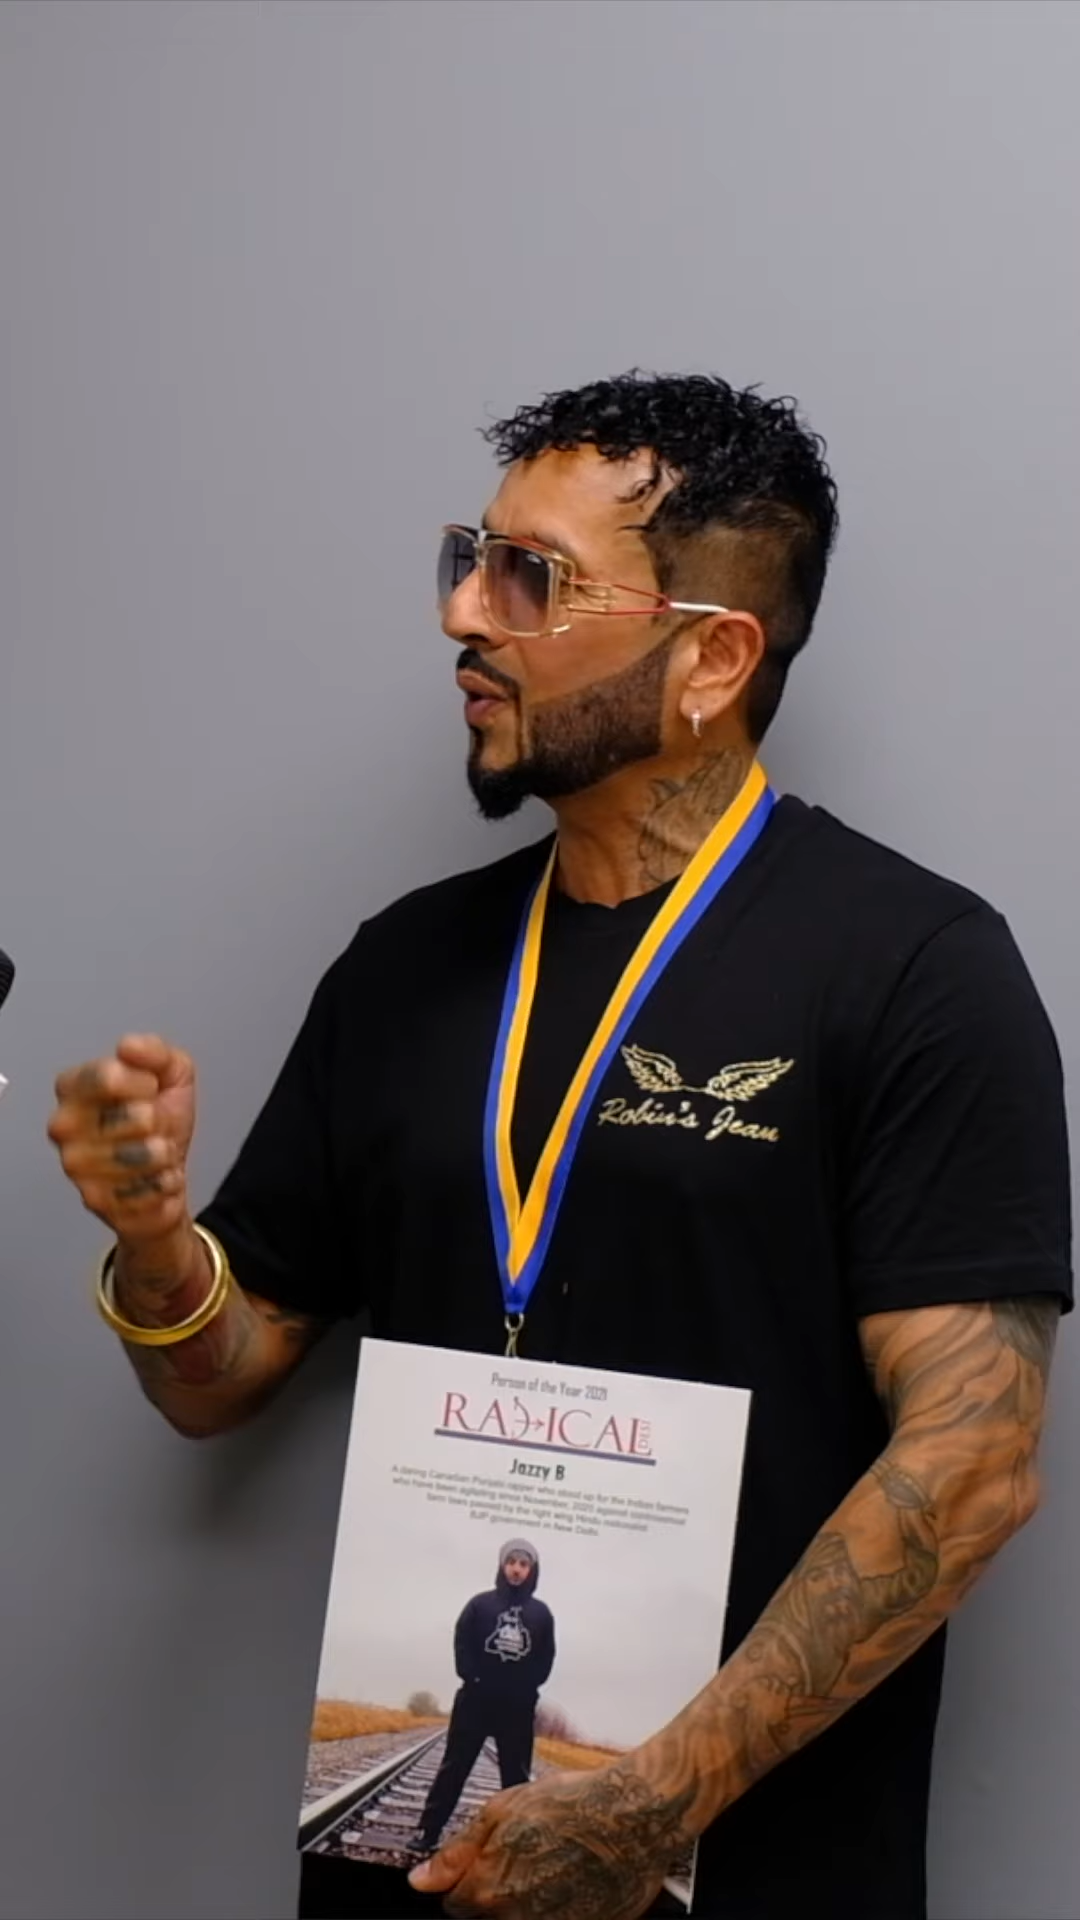 Robin's Jean
Person of the Year 2021
RADICAL
DESI
Jazzy B
A daring Canadian Punjabi rapper who stood up for the Indian farmers
who have been agitating since November, 2020 against controversial
farm laws passed by the right wing Hindu nationalist
BJP government in New Delhi.